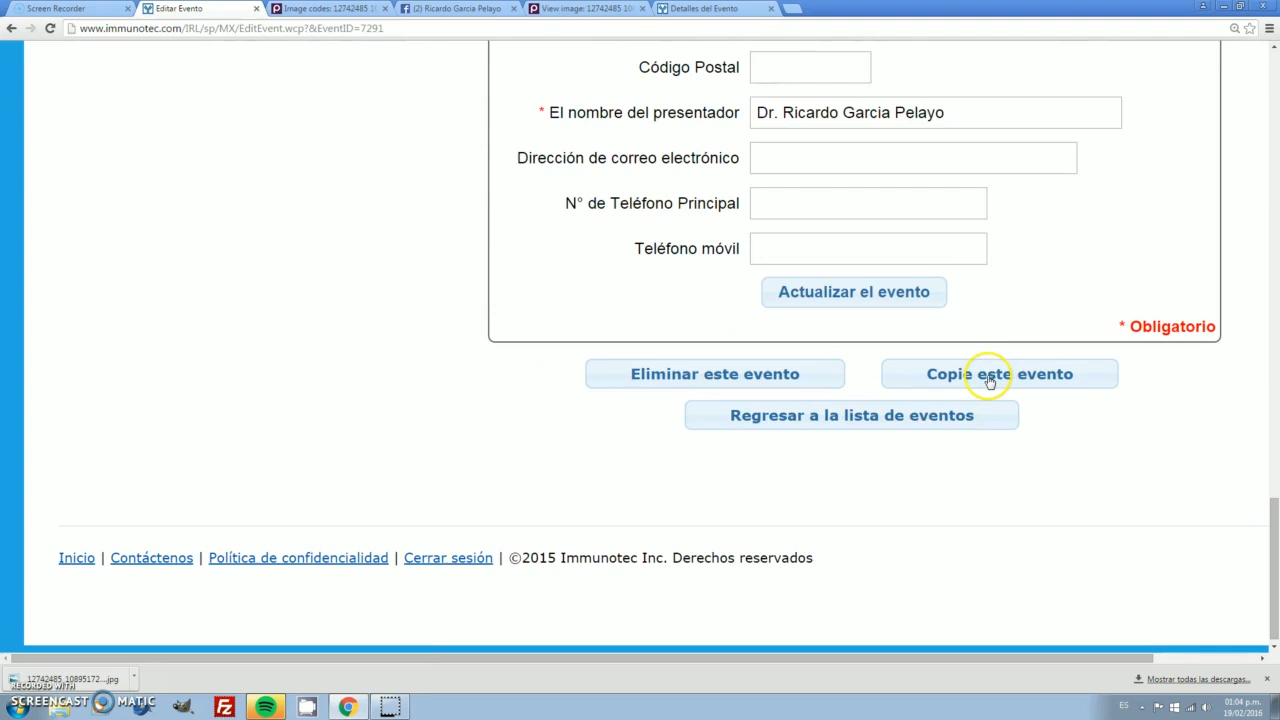 Screen Recorder
Editar Evento
Image codes: 12742485 10
(2) Ricardo Garcia Pelayo
View image: 12742485 108
Detalles del Evento
www.immunotec.com/IRL/sp/MX/EditEvent.wcp?&EventID=7291
Código Postal
* El nombre del presentador
Dr. Ricardo Garcia Pelayo
Dirección de correo electrónico
N° de Teléfono Principal
Teléfono móvil
Actualizar el evento
* Obligatorio
Eliminar este evento
Copie este evento
Regresar a la lista de eventos
Inicio | Contáctenos | Política de confidencialidad | Cerrar sesión | ©2015 Immunotec Inc. Derechos reservados
12742485_10895172...jpg
Mostrar todas las descargas...
RECORDED WITH
SCREENCAST MATIC
ES
01:04 p.m.
19/02/2016